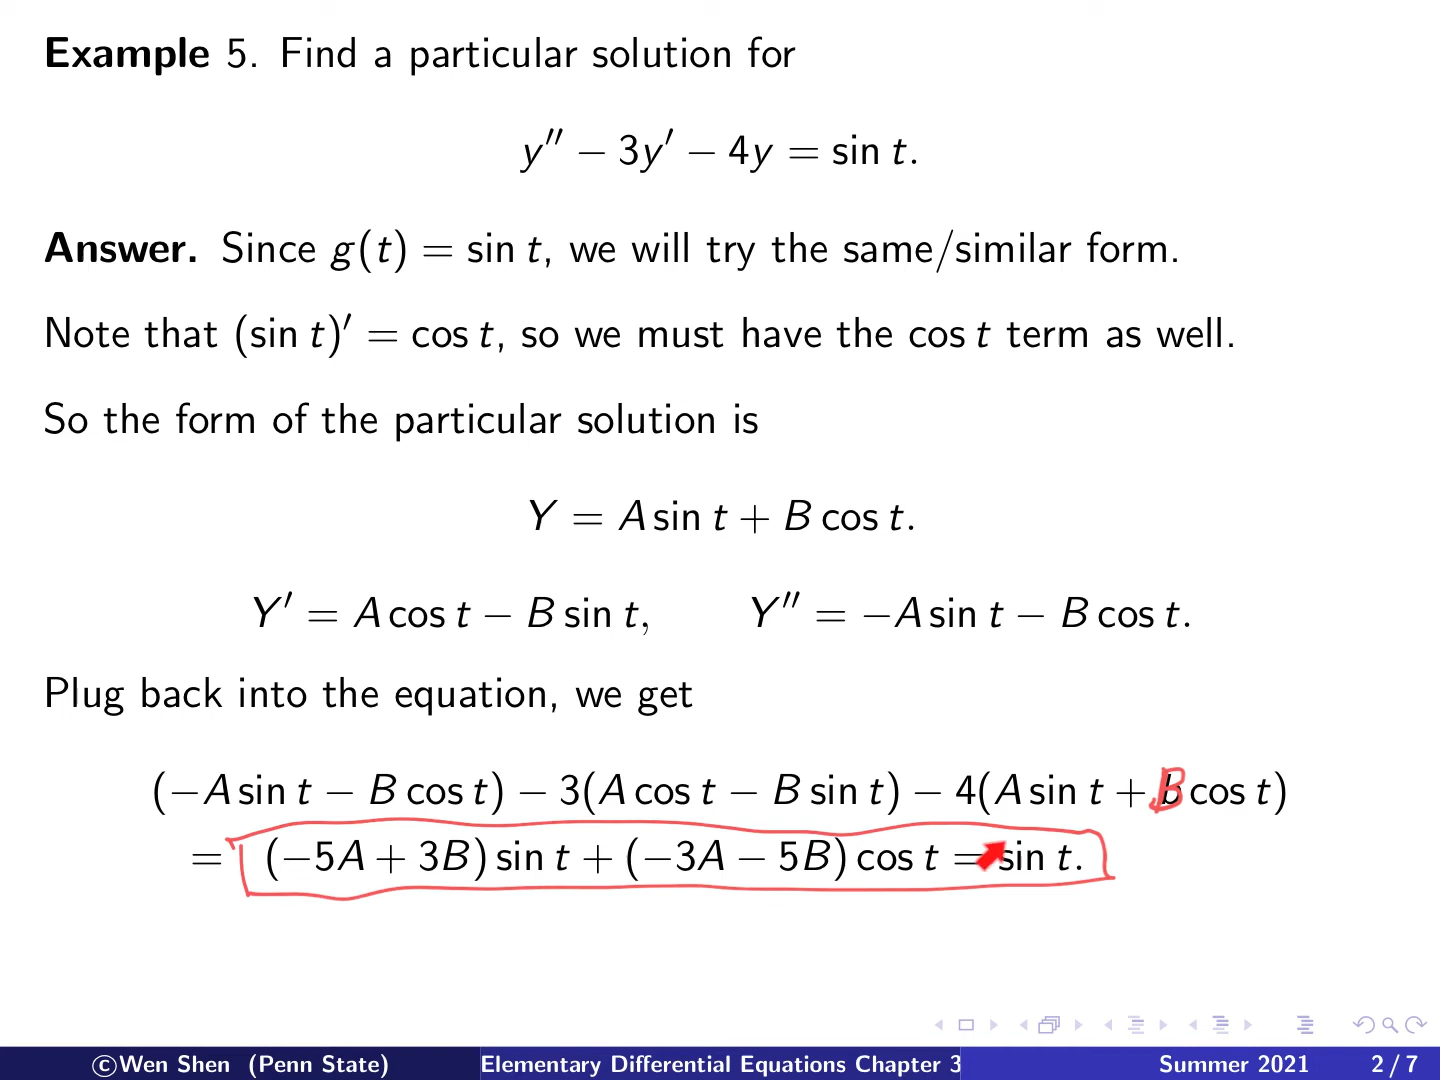 Example 5. Find a particular solution for
y′′ − 3y′ − 4y = sin t.
Answer. Since g(t) = sin t, we will try the same/similar form.
Note that (sin t)′ = cos t, so we must have the cos t term as well.
So the form of the particular solution is
Y = A sin t + B cos t.
Y′ = A cos t − B sin t, Y′′ = −A sin t − B cos t.
Plug back into the equation, we get
(−A sin t − B cos t) − 3(A cos t − B sin t) − 4(A sin t + B cos t)
= (−5A + 3B) sin t + (−3A − 5B) cos t = sin t.
©Wen Shen (Penn State) Elementary Differential Equations Chapter 3 Summer 2021 2 / 7